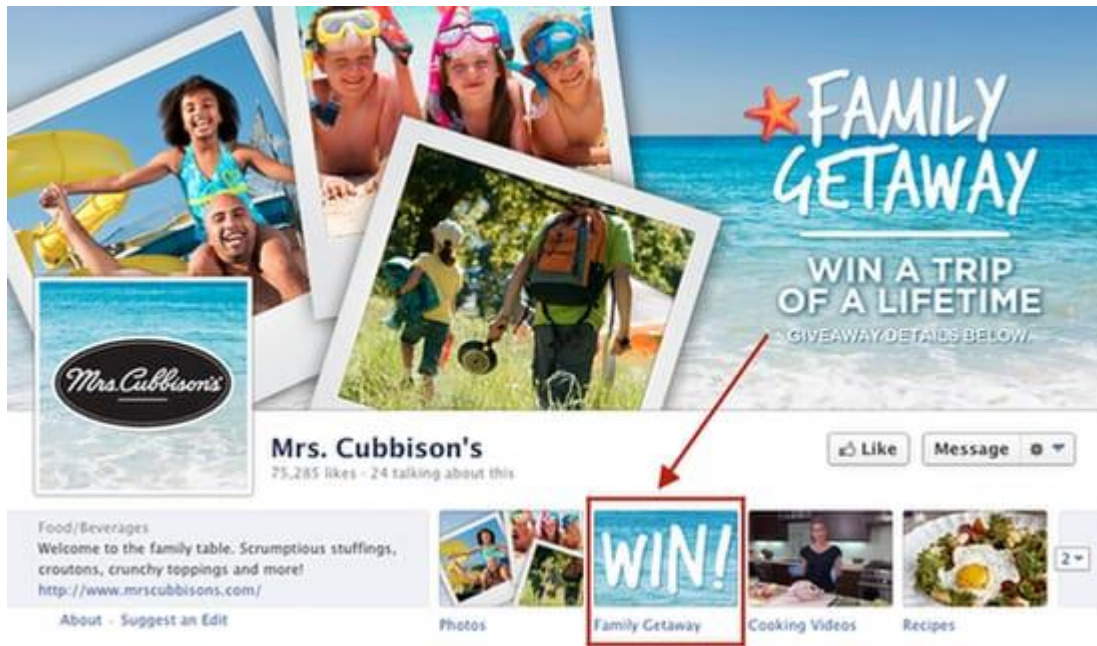 FAMILY
GETAWAY
WIN A TRIP
OF A LIFETIME
GIVEAWAY DETAILS BELOW.
Mrs. Cubbison's
Mrs. Cubbison's
Like
Message
75,285 likes · 24 talking about this
Food/Beverages
Welcome to the family table. Scrumptious stuffings,
croutons, crunchy toppings and more!
http://www.mrscubbisons.com/
About - Suggest an Edit
WIN!
2
Photos
Family Getaway
Cooking Videos
Recipes